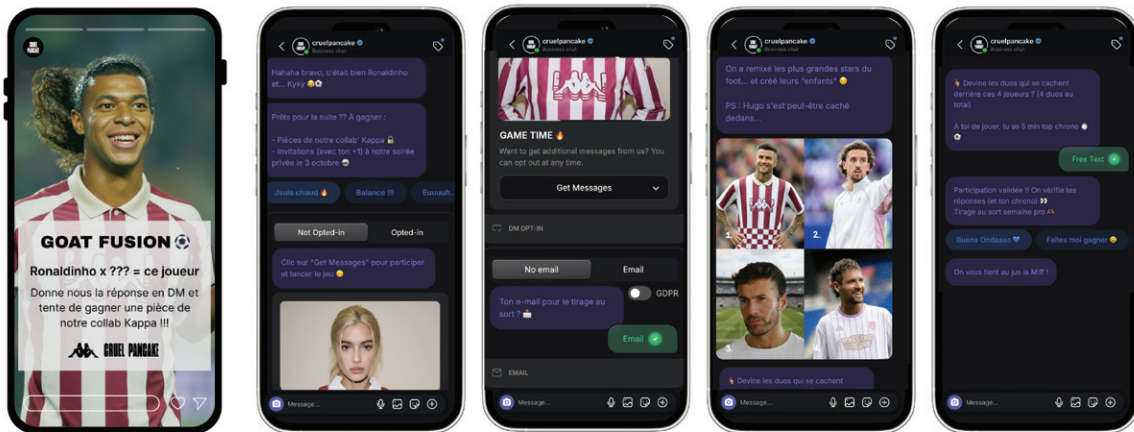 CRUEL
PANCAKE
GOAT FUSION ⚽
Ronaldinho x ??? = ce joueur
Donne nous la réponse en DM et
tente de gagner une pièce de
notre collab Kappa !!!
CRUEL PANCAKE
cruelpancake
Business chat
Hahaha bravo, c'était bien Ronaldinho
et... Kyky 😂⚽
Prêts pour la suite ?? À gagner :
- Pièces de notre collab' Kappa 🔒
- Invitations (avec ton +1) à notre soirée
privée le 3 octobre
Jsuis chaud 🔥
Balance !!!
Euuuuh..
Not Opted-in
Opted-in
Clic sur "Get Messages" pour participer
et lancer le jeu
Message...
cruelpancake
Business chat
GAME TIME 🔥
Want to get additional messages from us? You
can opt out at any time.
Get Messages
DM OPT-IN
No email
Email
GDPR
Ton e-mail pour le tirage au
sort ? 📩
Email
EMAIL
Message...
cruelpancake
Business chat
On a remixé les plus grandes stars du
foot... et créé leurs "enfants"
PS : Hugo s'est peut-être caché
dedans...
1.
2.
3.
4.
Devine les duos qui se cachent
Message...
cruelpancake
Business chat
Devine les duos qui se cachent
derrière ces 4 joueurs ? (4 duos au
total)
A toi de jouer, tu as 5 min top chrono
⚽
Free Text
Participation validée !! On vérifie tes
réponses (et ton chrono) 👀
Tirage au sort semaine pro
Buena Ondaaaa 💙
Faites moi gagner
On vous tient au jus la Miff !
Message...